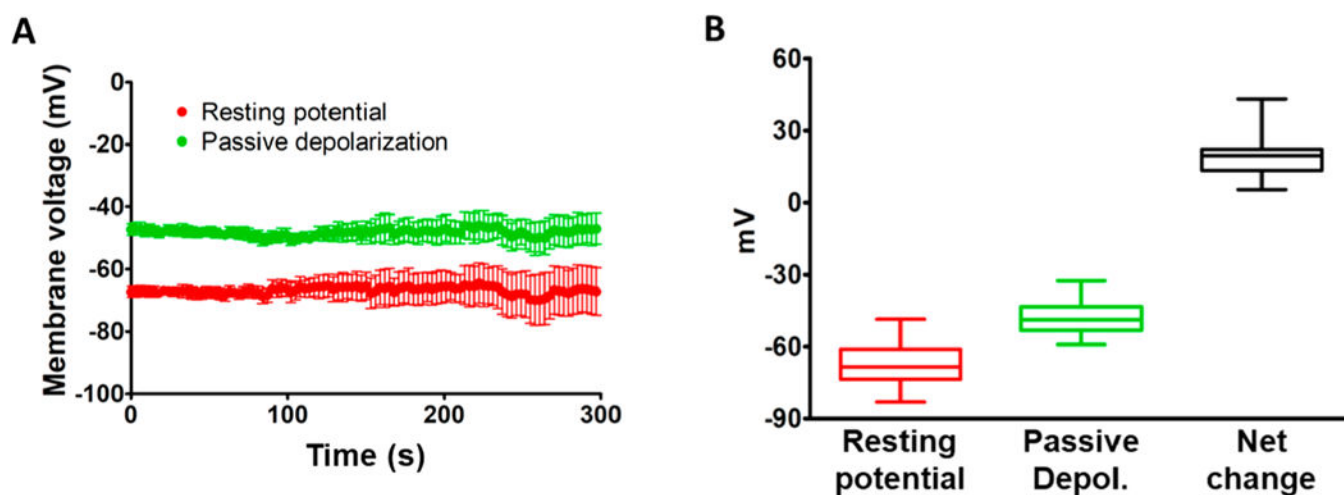 A
Membrane voltage (mV)
0
-20
-40
-60
-80
-100
Resting potential
Passive depolarization
0
100
200
300
Time (s)
B
mV
60
30
0
-30
-60
-90
Resting
potential
Passive
Depol.
Net
change